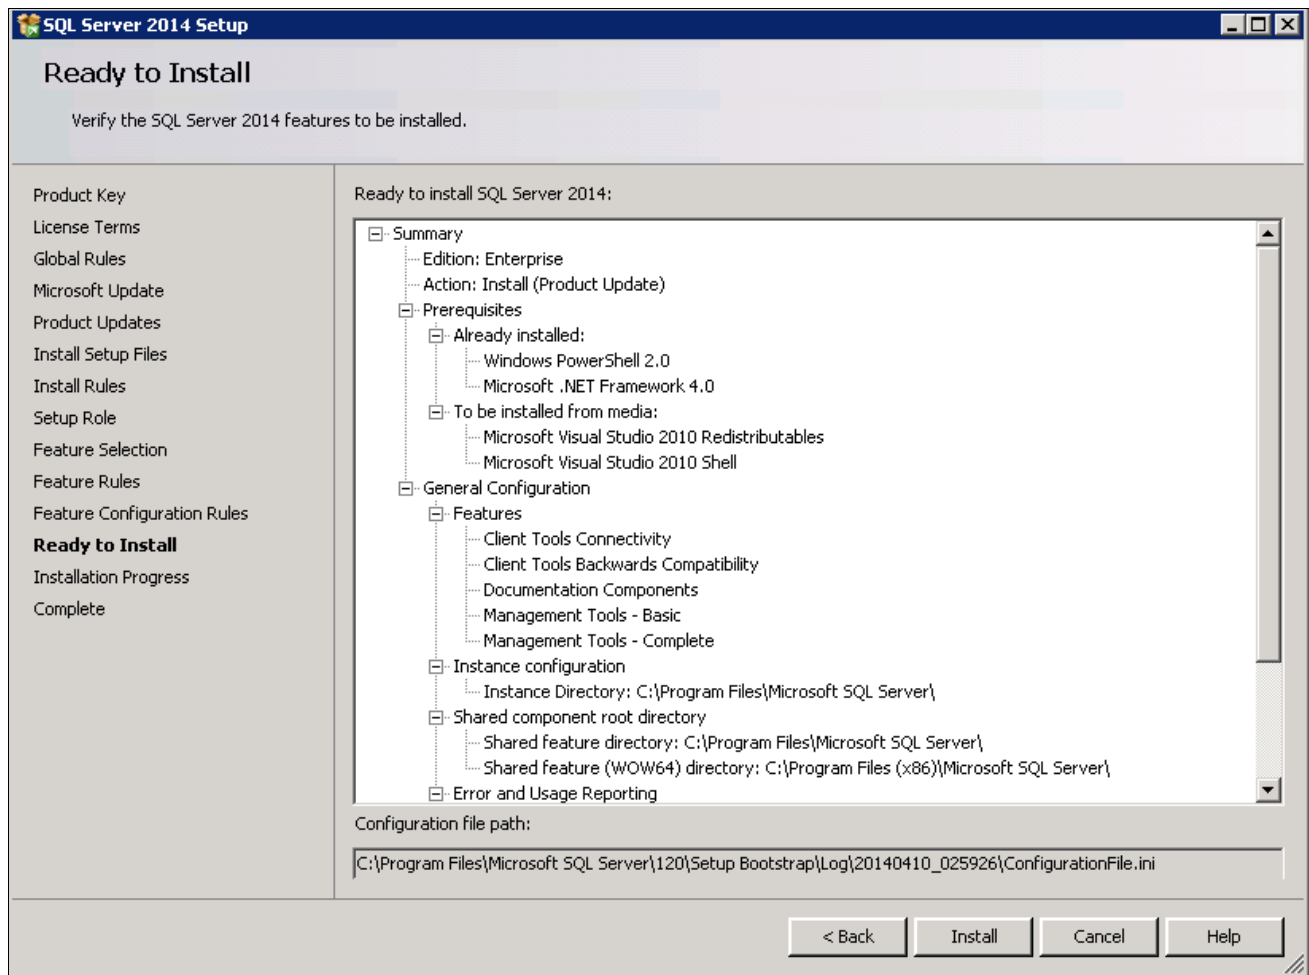 SQL Server 2014 Setup
Ready to Install
Verify the SQL Server 2014 features to be installed.
Product Key
License Terms
Global Rules
Microsoft Update
Product Updates
Install Setup Files
Install Rules
Setup Role
Feature Selection
Feature Rules
Feature Configuration Rules
Ready to Install
Installation Progress
Complete
Ready to install SQL Server 2014:
Summary
Edition: Enterprise
Action: Install (Product Update)
Prerequisites
Already installed:
Windows PowerShell 2.0
Microsoft .NET Framework 4.0
To be installed from media:
Microsoft Visual Studio 2010 Redistributables
Microsoft Visual Studio 2010 Shell
General Configuration
Features
Client Tools Connectivity
Client Tools Backwards Compatibility
Documentation Components
Management Tools - Basic
Management Tools - Complete
Instance configuration
Instance Directory: C:\Program Files\Microsoft SQL Server\
Shared component root directory
Shared feature directory: C:\Program Files\Microsoft SQL Server\
Shared feature (WOW64) directory: C:\Program Files (x86)\Microsoft SQL Server\
Error and Usage Reporting
Configuration file path:
C:\Program Files\Microsoft SQL Server\120\Setup Bootstrap\Log\20140410_025926\ConfigurationFile.ini
< Back
Install
Cancel
Help